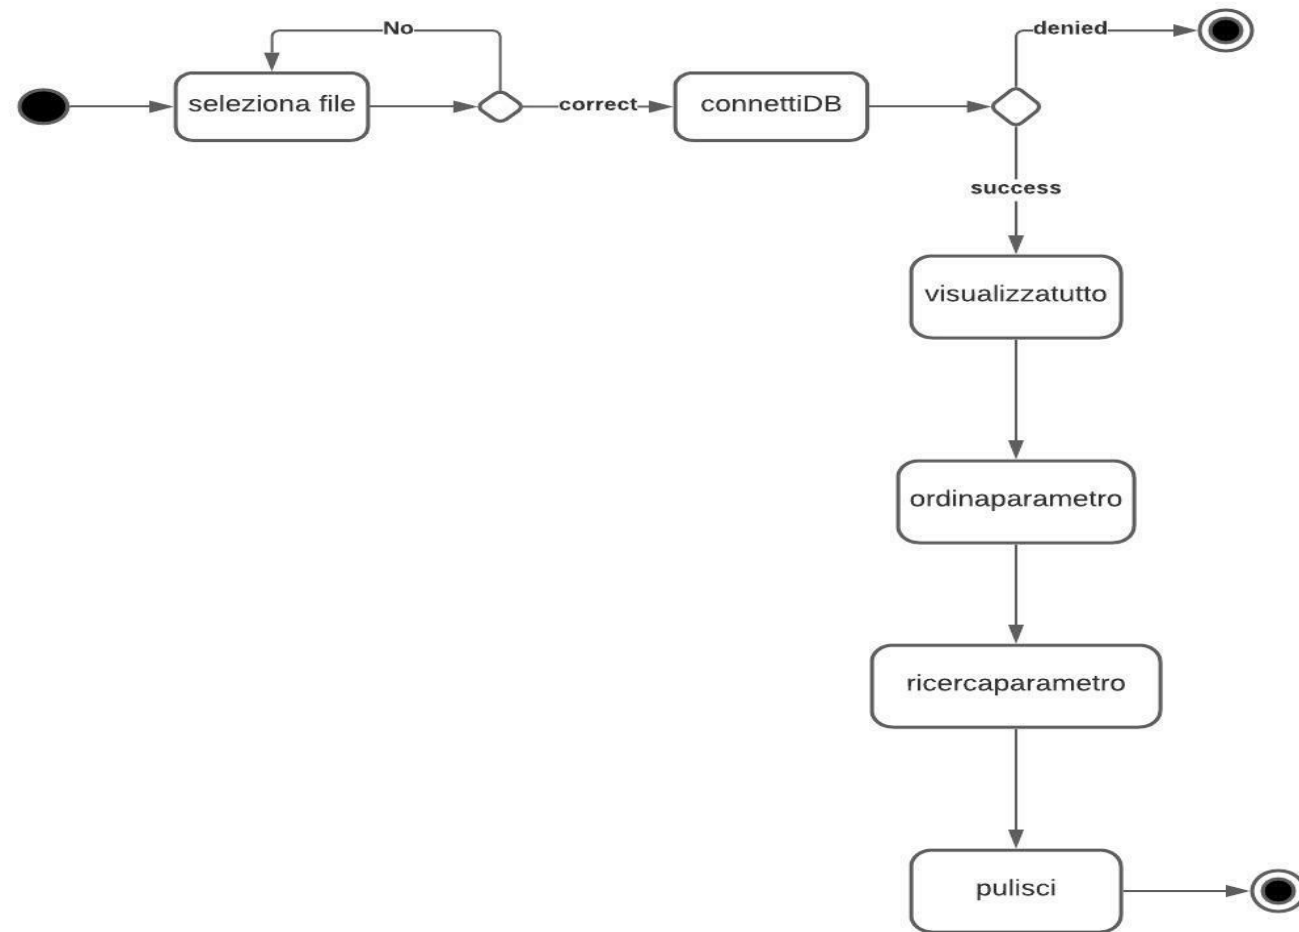 No
denied
seleziona file
correct
connettiDB
success
visualizzatutto
ordinaparametro
ricercaparametro
pulisci